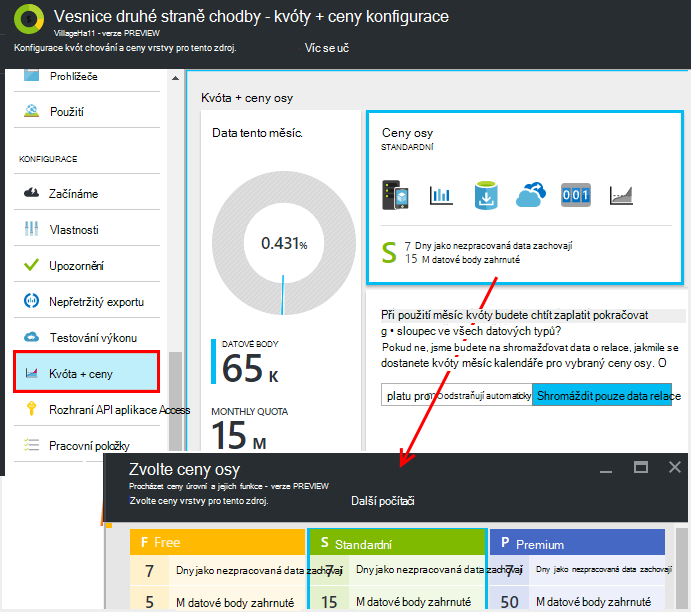 Vesnice druhé straně chodby - kvóty + ceny konfigurace
VillageHa11 - verze PREVIEW
Konfigurace kvót chování a ceny vrstvy pro tento zdroj.
Víc se uč
Prohlížeče
Použití
KONFIGURACE
Začínáme
Vlastnosti
Upozornění
Nepřetržitý exportu
Testování výkonu
Kvóta + ceny
Rozhraní API aplikace Access
Pracovní položky
Kvóta + ceny osy
Data tento měsíc.
0.431%
DATOVÉ BODY
65 K
MONTHLY QUOTA
15 M
Ceny osy
STANDARDNÍ
001
S
7 Dny jako nezpracovaná data zachovají
15 M datové body zahrnuté
Při použití měsíc kvóty budete chtít zaplatit pokračovat
g • sloupec ve všech datových typů?
Pokud ne, jsme budete na shromažďovat data o relace, jakmile se
dostanete kvóty měsíc kalendáře pro vybraný ceny osy. O
platu pro
odstraňují automaticky
Shromáždit pouze data relace
Zvolte ceny osy
Procházet ceny úrovní a jejich funkce - verze PREVIEW
Zvolte ceny vrstvy pro tento zdroj.
Další počítači
F Free
7 Dny jako nezpracovaná data zachovají
5 M datové body zahrnuté
S Standardní
7 Dny jako nezpracovaná data zachovají
15 M datové body zahrnuté
P Premium
7 Dny jako nezpracovaná data zachovají
50 M datové body zahrnuté